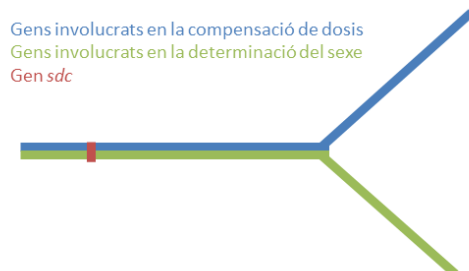 Gens involucrats en la compensació de dosis
Gens involucrats en la determinació del sexe
Gen sdc